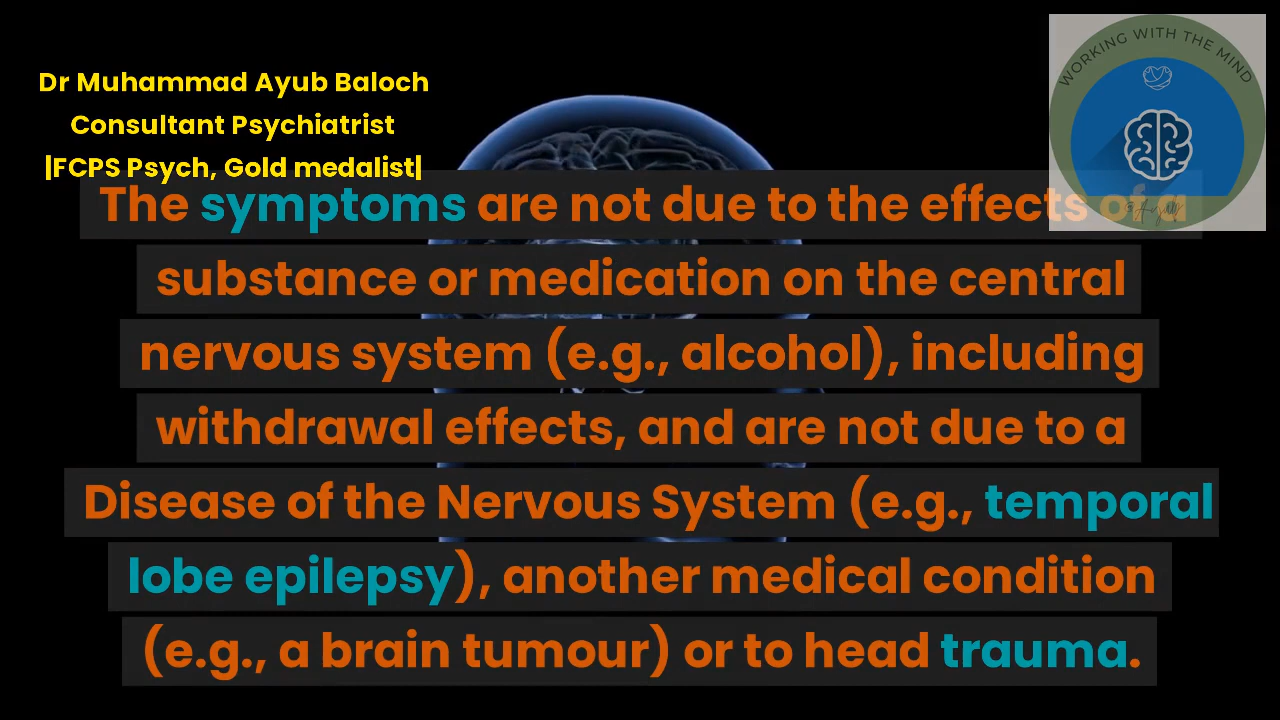 Dr Muhammad Ayub Baloch
Consultant Psychiatrist
|FCPS Psych, Gold medalist|
WORKING WITH THE MIND
The symptoms are not due to the effects of a
substance or medication on the central
nervous system (e.g., alcohol), including
withdrawal effects, and are not due to a
Disease of the Nervous System (e.g., temporal
lobe epilepsy), another medical condition
(e.g., a brain tumour) or to head trauma.